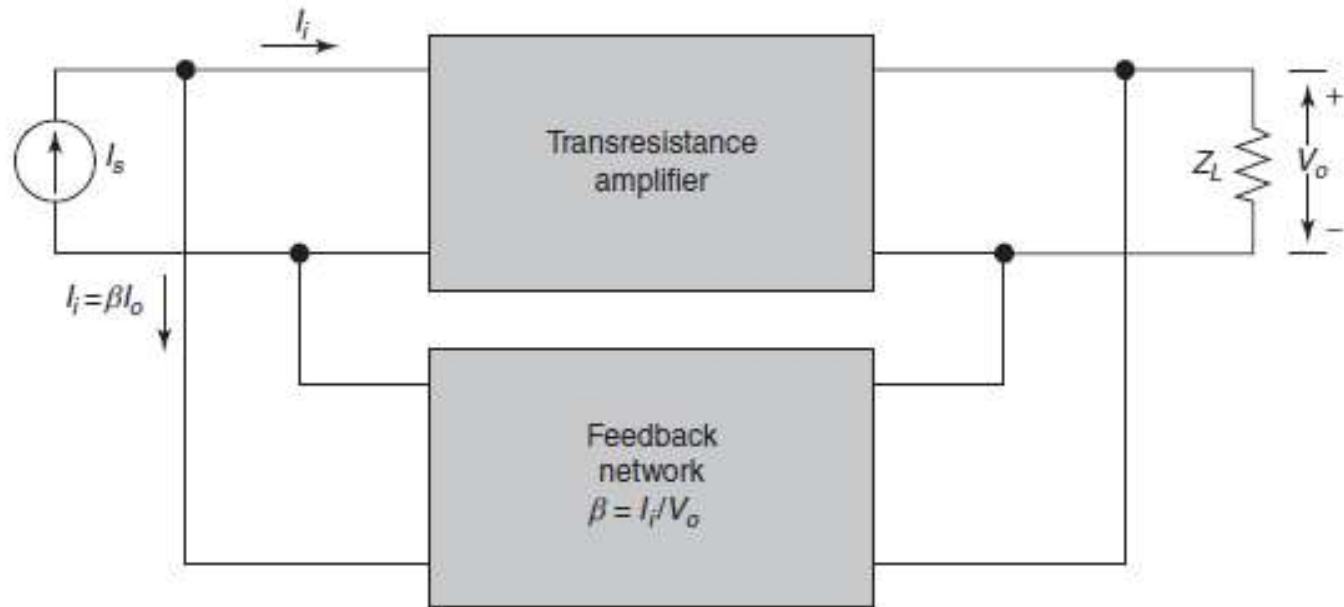 I_i
I_s
Transresistance
amplifier
Z_L
+
V_o
–
I_i = βI_o
Feedback
network
β = I_i/V_o